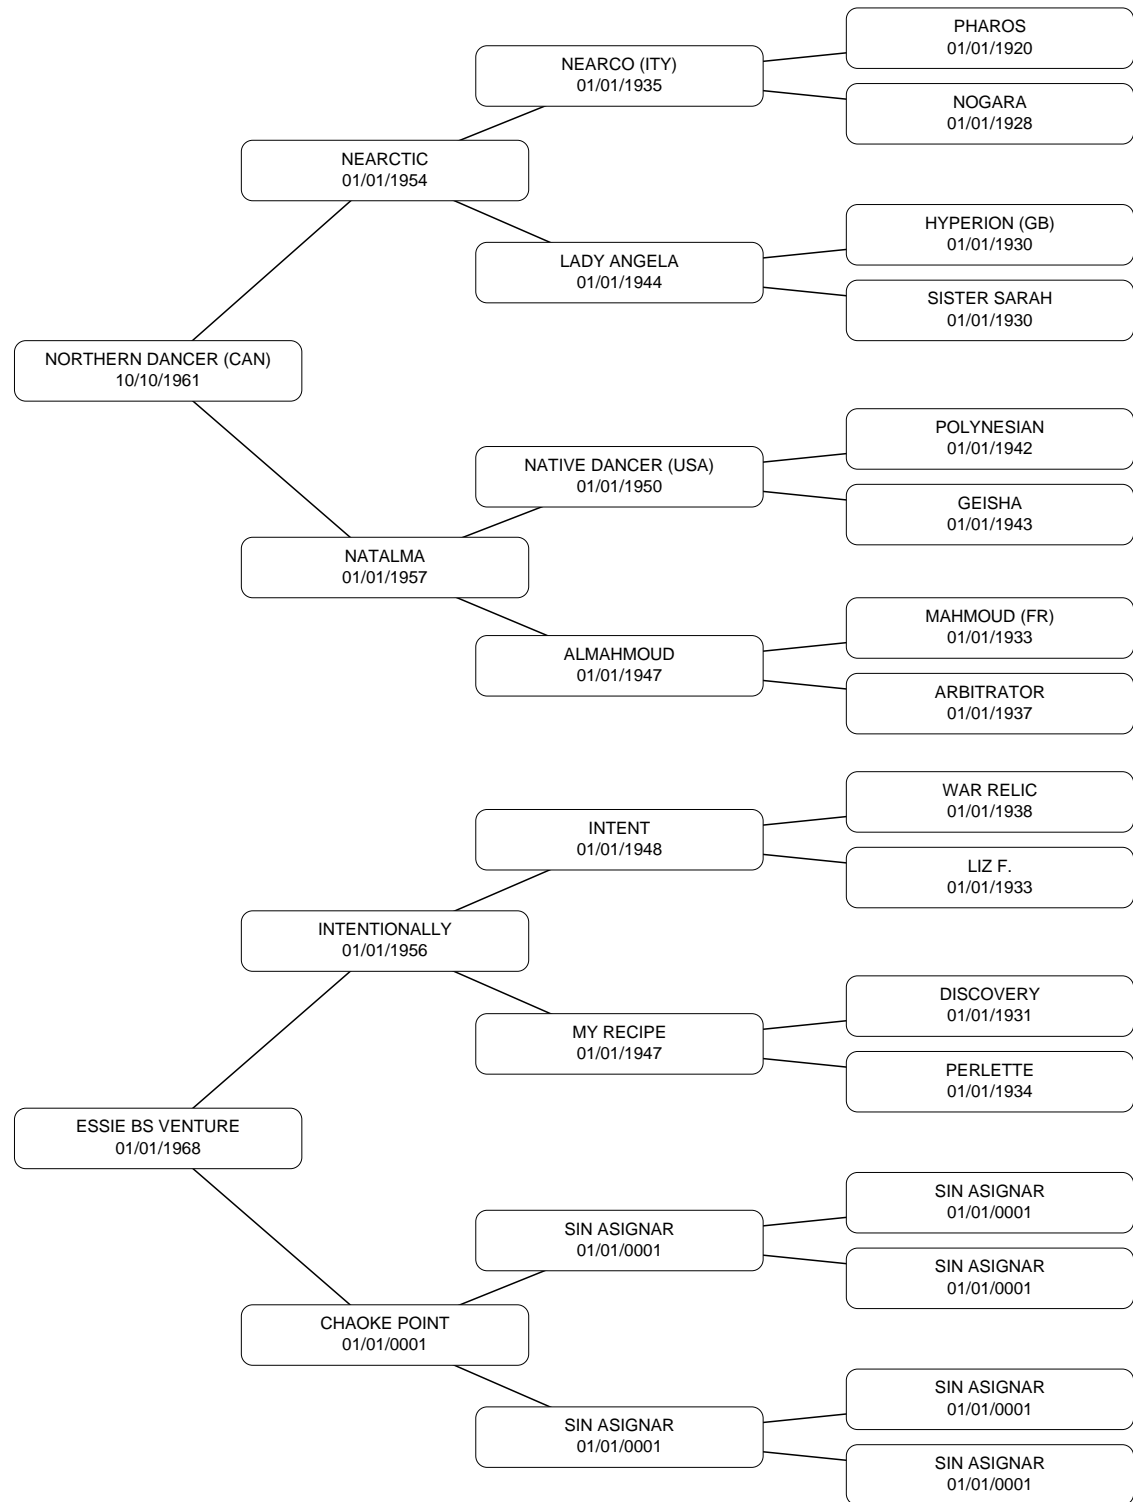 PHAROS
01/01/1920
NEARCO (ITY)
01/01/1935
NOGARA
01/01/1928
NEARCTIC
01/01/1954
HYPERION (GB)
01/01/1930
LADY ANGELA
01/01/1944
SISTER SARAH
01/01/1930
NORTHERN DANCER (CAN)
10/10/1961
POLYNESIAN
01/01/1942
NATIVE DANCER (USA)
01/01/1950
GEISHA
01/01/1943
NATALMA
01/01/1957
MAHMOUD (FR)
01/01/1933
ALMAHMOUD
01/01/1947
ARBITRATOR
01/01/1937
WAR RELIC
01/01/1938
INTENT
01/01/1948
LIZ F.
01/01/1933
INTENTIONALLY
01/01/1956
DISCOVERY
01/01/1931
MY RECIPE
01/01/1947
PERLETTE
01/01/1934
ESSIE BS VENTURE
01/01/1968
SIN ASIGNAR
01/01/0001
SIN ASIGNAR
01/01/0001
SIN ASIGNAR
01/01/0001
CHAOKE POINT
01/01/0001
SIN ASIGNAR
01/01/0001
SIN ASIGNAR
01/01/0001
SIN ASIGNAR
01/01/0001